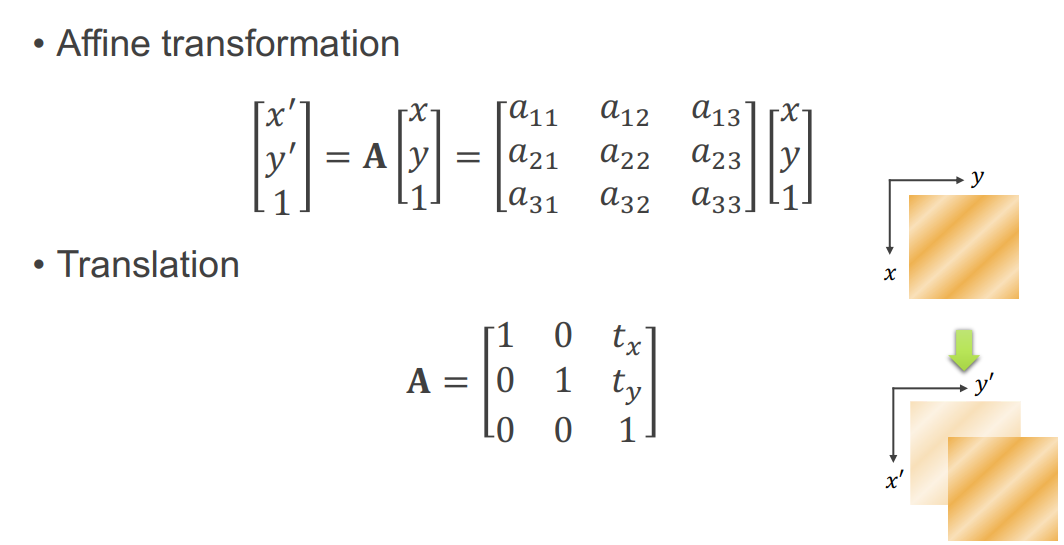 • Affine transformation
[x′ y′ 1] = A [x y 1] = [a₁₁ a₁₂ a₁₃; a₂₁ a₂₂ a₂₃; a₃₁ a₃₂ a₃₃] [x y 1]
y
x
• Translation
A = [1 0 tₓ; 0 1 t_y; 0 0 1]
y′
x′